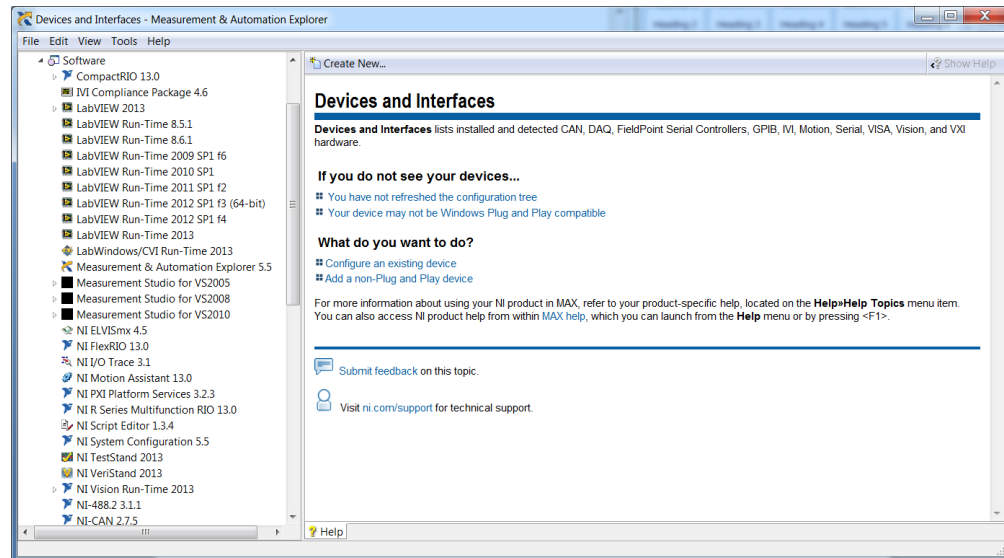 Devices and Interfaces - Measurement & Automation Explorer
Heading 2 Heading 3 Heading 4 Heading 5
File Edit View Tools Help
Software
CompactRIO 13.0
IVI Compliance Package 4.6
LabVIEW 2013
LabVIEW Run-Time 8.5.1
LabVIEW Run-Time 8.6.1
LabVIEW Run-Time 2009 SP1 f6
LabVIEW Run-Time 2010 SP1
LabVIEW Run-Time 2011 SP1 f2
LabVIEW Run-Time 2012 SP1 f3 (64-bit)
LabVIEW Run-Time 2012 SP1 f4
LabVIEW Run-Time 2013
LabWindows/CVI Run-Time 2013
Measurement & Automation Explorer 5.5
Measurement Studio for VS2005
Measurement Studio for VS2008
Measurement Studio for VS2010
NI ELVISmx 4.5
NI FlexRIO 13.0
NI I/O Trace 3.1
NI Motion Assistant 13.0
NI PXI Platform Services 3.2.3
NI R Series Multifunction RIO 13.0
NI Script Editor 1.3.4
NI System Configuration 5.5
NI TestStand 2013
NI VeriStand 2013
NI Vision Run-Time 2013
NI-488.2 3.1.1
NI-CAN 2.7.5
Create New...
Show Help
Devices and Interfaces
Devices and Interfaces lists installed and detected CAN, DAQ, FieldPoint Serial Controllers, GPIB, IVI, Motion, Serial, VISA, Vision, and VXI
hardware.
If you do not see your devices...
You have not refreshed the configuration tree
Your device may not be Windows Plug and Play compatible
What do you want to do?
Configure an existing device
Add a non-Plug and Play device
For more information about using your NI product in MAX, refer to your product-specific help, located on the Help»Help Topics menu item.
You can also access NI product help from within MAX help, which you can launch from the Help menu or by pressing <F1>.
Submit feedback on this topic.
Visit ni.com/support for technical support.
Help